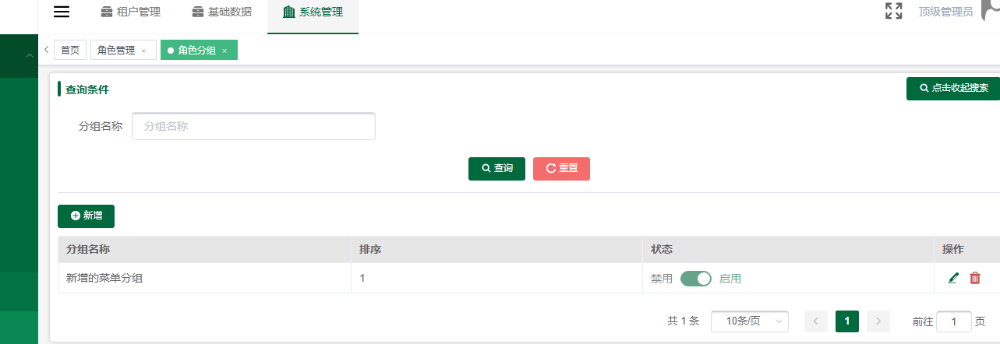 租户管理 基础数据 系统管理 顶级管理员
首页 角色管理 × 角色分组 ×
查询条件 点击收起搜索
分组名称 分组名称
查询 重置
新增
分组名称 排序 状态 操作
新增的菜单分组 1 禁用 启用
共 1 条 10条/页 1 前往 1 页